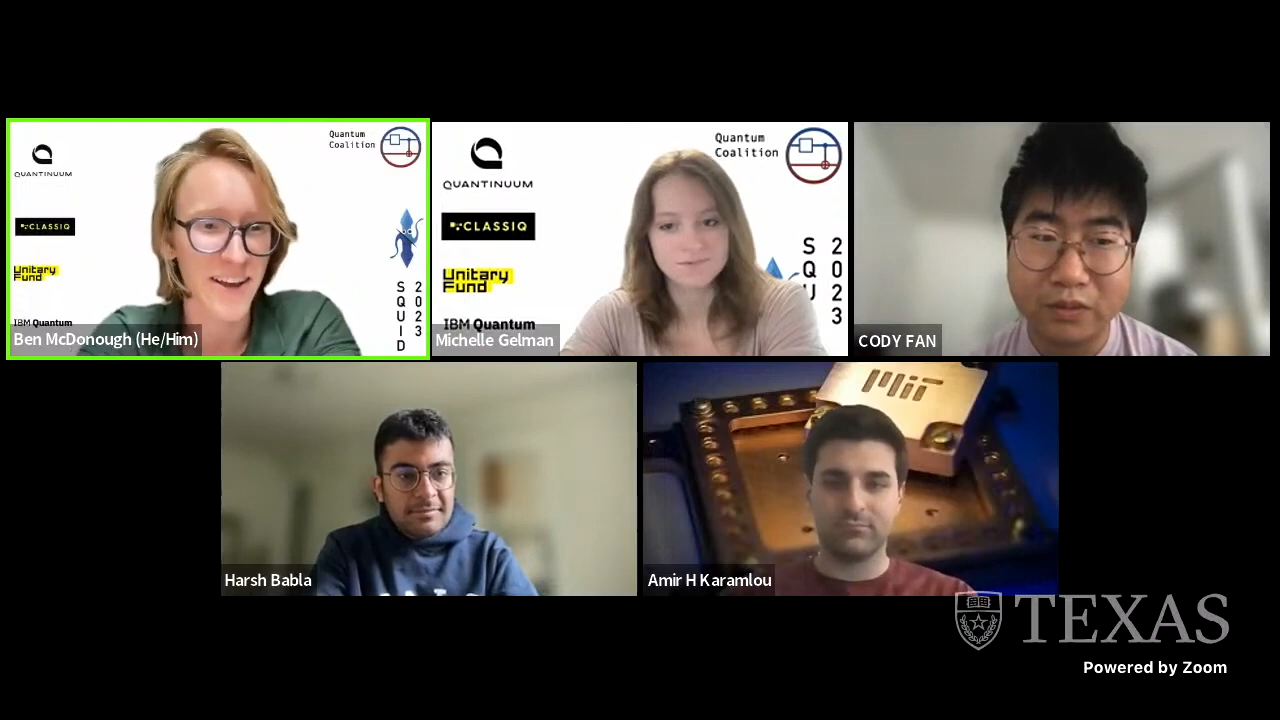 QUANTINUUM
CLASSIQ
Unitary
Fund
IBM Quantum
Quantum
Coalition
S 2
Q 0
U 2
I 3
D
Ben McDonough (He/Him)
QUANTINUUM
CLASSIQ
Unitary
Fund
IBM Quantum
Quantum
Coalition
S 2
Q 0
U 2
3
Michelle Gelman
CODY FAN
Harsh Babla
MIT
Amir H Karamlou
TEXAS
Powered by Zoom